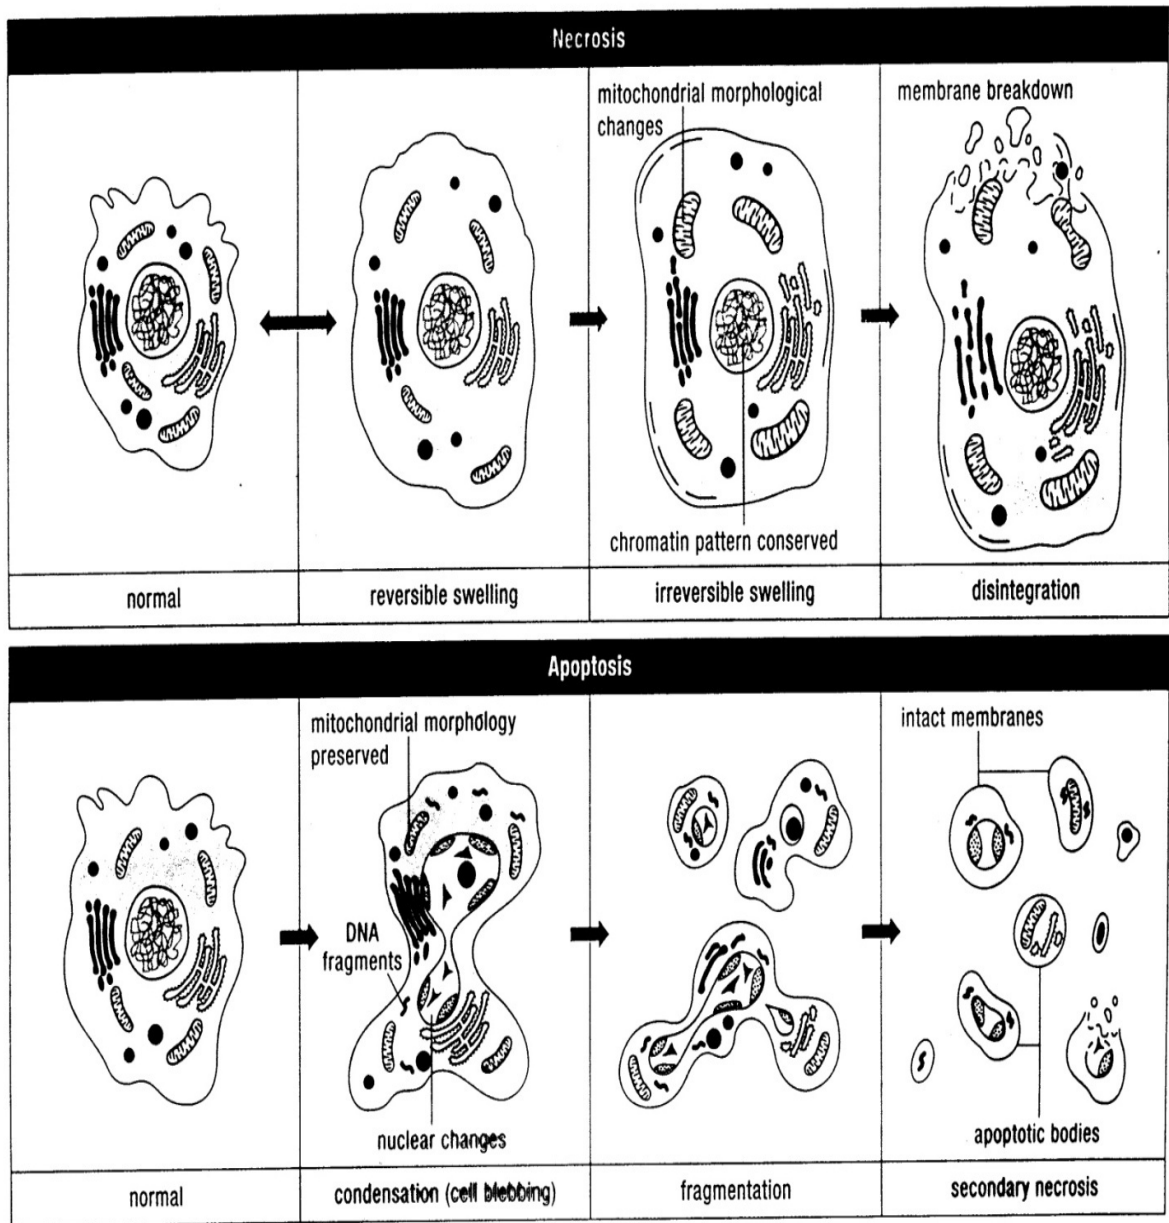 Necrosis
mitochondrial morphological
changes
membrane breakdown
chromatin pattern conserved
normal
reversible swelling
irreversible swelling
disintegration
Apoptosis
mitochondrial morphology
preserved
intact membranes
DNA
fragments
nuclear changes
apoptotic bodies
normal
condensation (cell blebbing)
fragmentation
secondary necrosis